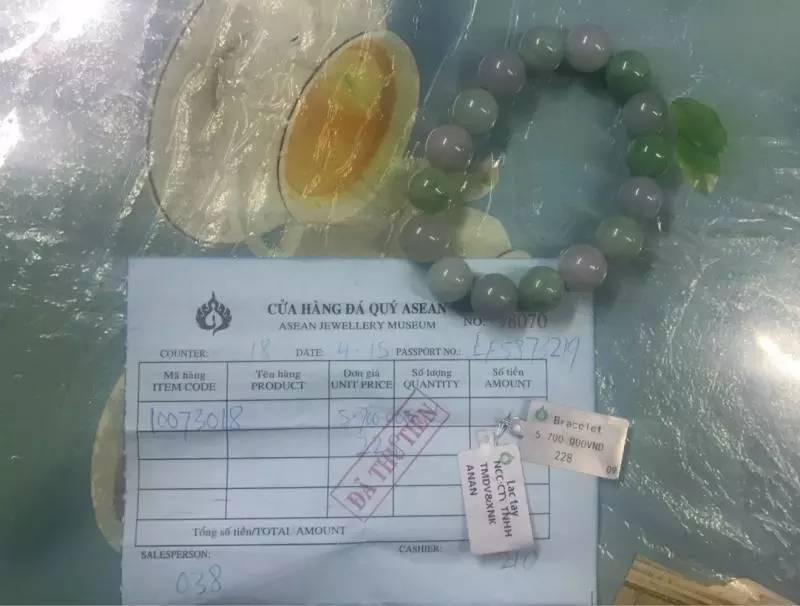 CỬA HÀNG ĐÁ QUÝ ASEAN
ASEAN JEWELLERY MUSEUM
NO: 98070
COUNTER: 18 DATE: 4-15 PASSPORT NO.:
Mã hàng Tên hàng Đơn giá Số lượng Số tiền
ITEM CODE PRODUCT UNIT PRICE QUANTITY AMOUNT
10073018
ĐÃ THU TIỀN
Tổng số tiền/TOTAL AMOUNT
SALESPERSON: CASHIER:
038
Bracelet
5 700 000VND
228
09
Lac tay
NCC:CTY TNHH
TMDV&XNK
ANAN